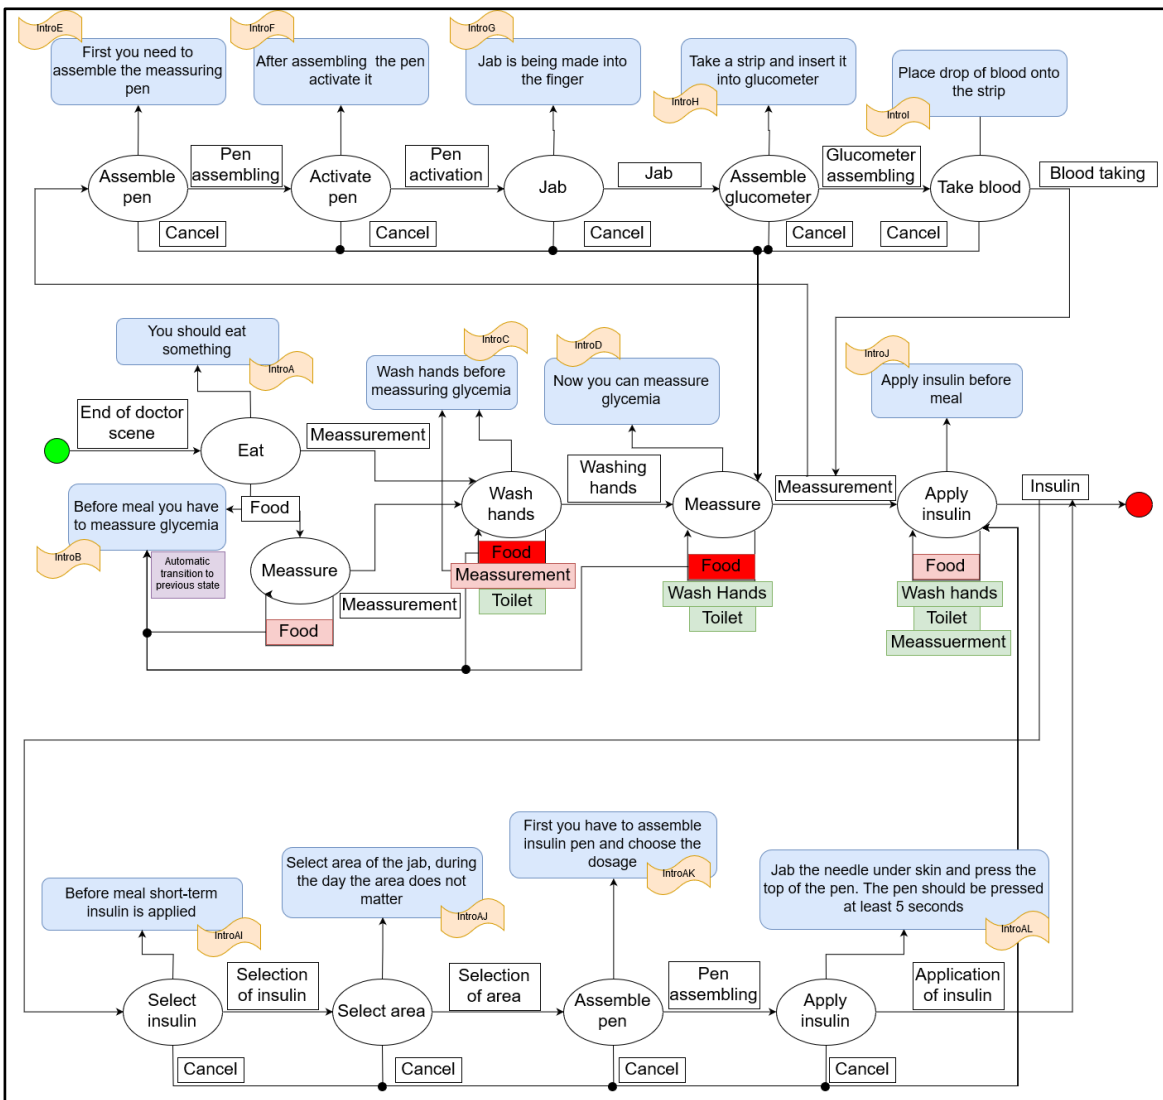 IntroE
First you need to
assemble the meassuring
pen
IntroF
After assembling the pen
activate it
IntroG
Jab is being made into
the finger
Take a strip and insert it
into glucometer
IntroH
Place drop of blood onto
the strip
IntroI
Assemble
pen
Pen
assembling
Activate
pen
Pen
activation
Jab
Jab
Assemble
glucometer
Glucometer
assembling
Take blood
Blood taking
Cancel
Cancel
Cancel
Cancel
Cancel
You should eat
something
IntroA
IntroC
Wash hands before
meassuring glycemia
IntroD
Now you can meassure
glycemia
IntroJ
Apply insulin before
meal
End of doctor
scene
Eat
Meassurement
Food
Before meal you have
to meassure glycemia
IntroB
Automatic
transition to
previous state
Meassure
Meassurement
Food
Wash
hands
Washing
hands
Food
Meassurement
Toilet
Meassure
Meassurement
Food
Wash Hands
Toilet
Apply
insulin
Insulin
Food
Wash hands
Toilet
Meassuerment
Before meal short-term
insulin is applied
IntroAI
Select area of the jab, during
the day the area does not
matter
IntroAJ
First you have to assemble
insulin pen and choose the
dosage
IntroAK
Jab the needle under skin and press the
top of the pen. The pen should be pressed
at least 5 seconds
IntroAL
Select
insulin
Selection
of insulin
Select area
Selection
of area
Assemble
pen
Pen
assembling
Apply
insulin
Application
of insulin
Cancel
Cancel
Cancel
Cancel